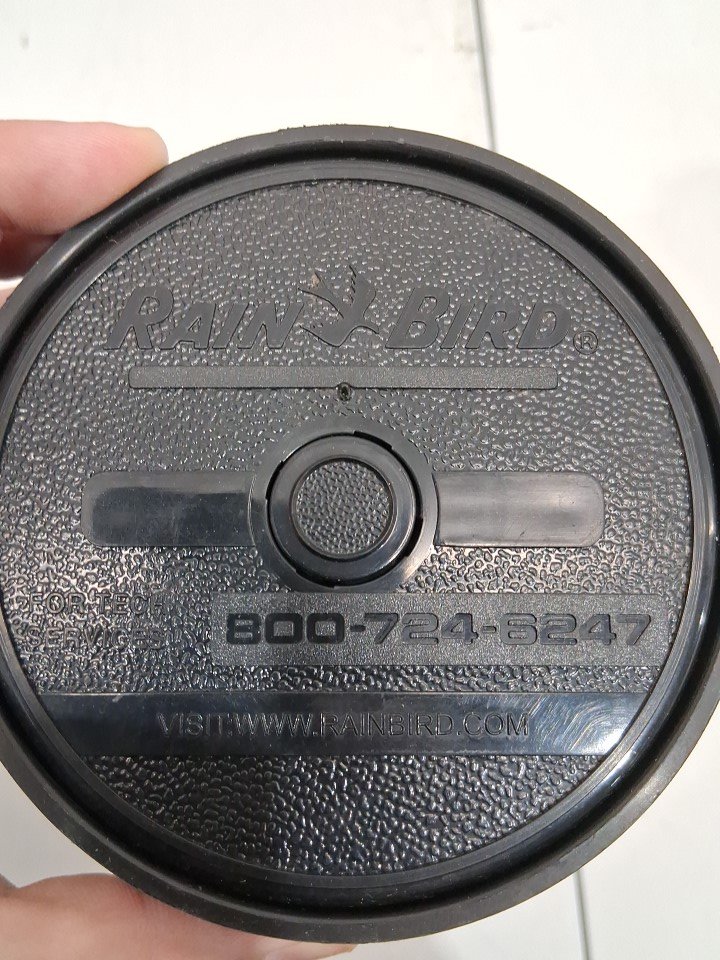 RAIN BIRD®
FOR TECH
SERVICES
800-724-6247
VISIT:WWW.RAINBIRD.COM